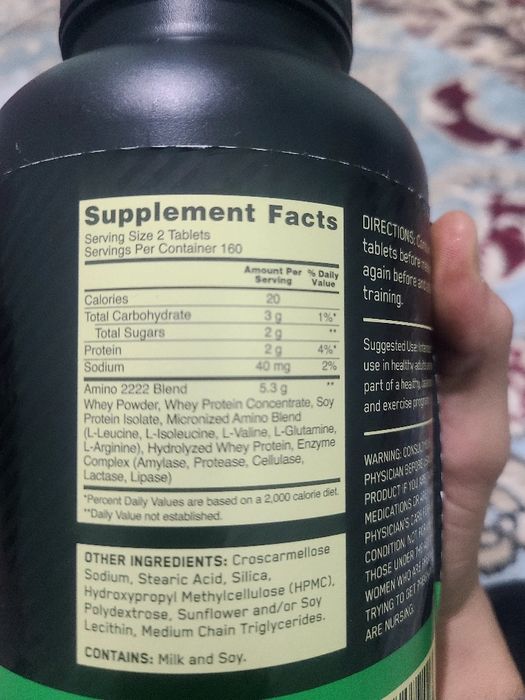 Supplement Facts
Serving Size 2 Tablets
Servings Per Container 160
Amount Per Serving % Daily Value
Calories 20
Total Carbohydrate 3 g 1%*
Total Sugars 2 g **
Protein 2 g 4%*
Sodium 40 mg 2%
Amino 2222 Blend 5.3 g **
Whey Powder, Whey Protein Concentrate, Soy
Protein Isolate, Micronized Amino Blend
(L-Leucine, L-Isoleucine, L-Valine, L-Glutamine,
L-Arginine), Hydrolyzed Whey Protein, Enzyme
Complex (Amylase, Protease, Cellulase,
Lactase, Lipase)
*Percent Daily Values are based on a 2,000 calorie diet.
**Daily Value not established.
OTHER INGREDIENTS: Croscarmellose
Sodium, Stearic Acid, Silica,
Hydroxypropyl Methylcellulose (HPMC),
Polydextrose, Sunflower and/or Soy
Lecithin, Medium Chain Triglycerides.
CONTAINS: Milk and Soy.
DIRECTIONS:
tablets before
again before and
training.
Suggested Use:
use in healthy adults
part of a healthy,
and exercise program
WARNING: CONSULT
PHYSICIAN BEFORE
PRODUCT IF YOU
MEDICATIONS OR
PHYSICIAN'S
CONDITION NOT
THOSE UNDER THE
WOMEN WHO ARE
TRYING TO GET
ARE NURSING.